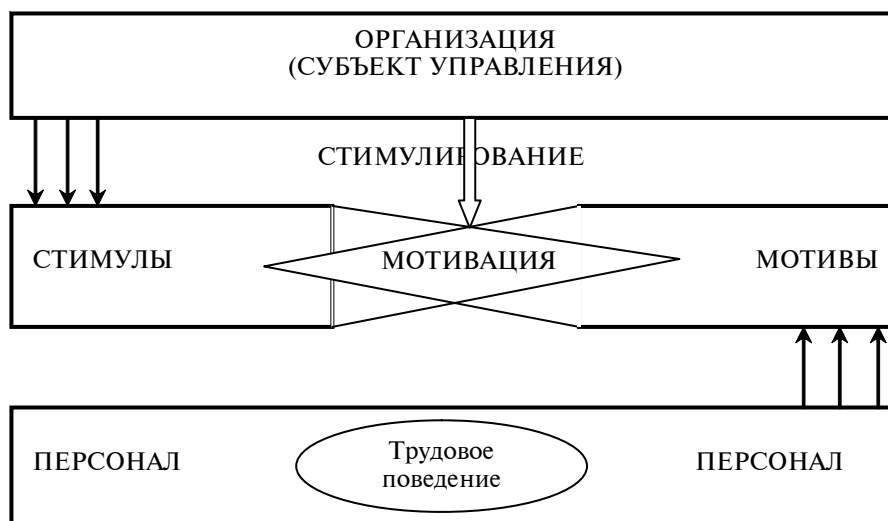 ОРГАНИЗАЦИЯ
(СУБЪЕКТ УПРАВЛЕНИЯ)
СТИМУЛИРОВАНИЕ
СТИМУЛЫ
МОТИВАЦИЯ
МОТИВЫ
ПЕРСОНАЛ
Трудовое
поведение
ПЕРСОНАЛ